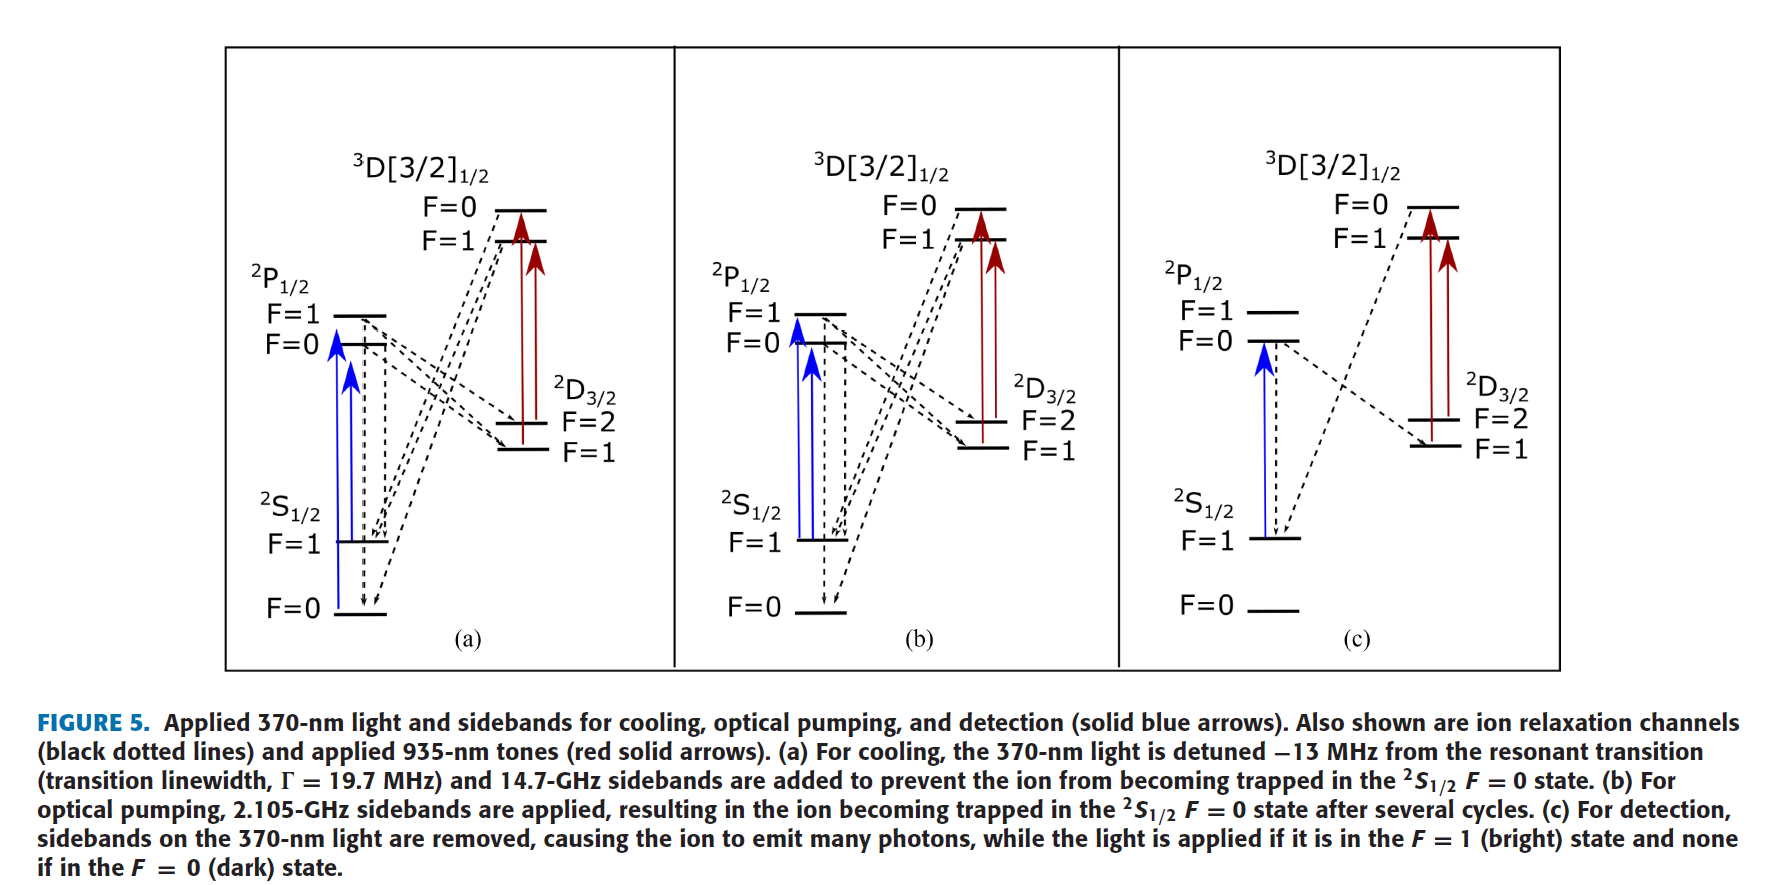 ³D[3/2]₁/₂
F=0
F=1
²P₁/₂
F=1
F=0
²D₃/₂
F=2
F=1
²S₁/₂
F=1
F=0
(a)
³D[3/2]₁/₂
F=0
F=1
²P₁/₂
F=1
F=0
²D₃/₂
F=2
F=1
²S₁/₂
F=1
F=0
(b)
³D[3/2]₁/₂
F=0
F=1
²P₁/₂
F=1
F=0
²D₃/₂
F=2
F=1
²S₁/₂
F=1
F=0
(c)
FIGURE 5. Applied 370-nm light and sidebands for cooling, optical pumping, and detection (solid blue arrows). Also shown are ion relaxation channels
(black dotted lines) and applied 935-nm tones (red solid arrows). (a) For cooling, the 370-nm light is detuned −13 MHz from the resonant transition
(transition linewidth, Γ = 19.7 MHz) and 14.7-GHz sidebands are added to prevent the ion from becoming trapped in the ²S₁/₂ F = 0 state. (b) For
optical pumping, 2.105-GHz sidebands are applied, resulting in the ion becoming trapped in the ²S₁/₂ F = 0 state after several cycles. (c) For detection,
sidebands on the 370-nm light are removed, causing the ion to emit many photons, while the light is applied if it is in the F = 1 (bright) state and none
if in the F = 0 (dark) state.